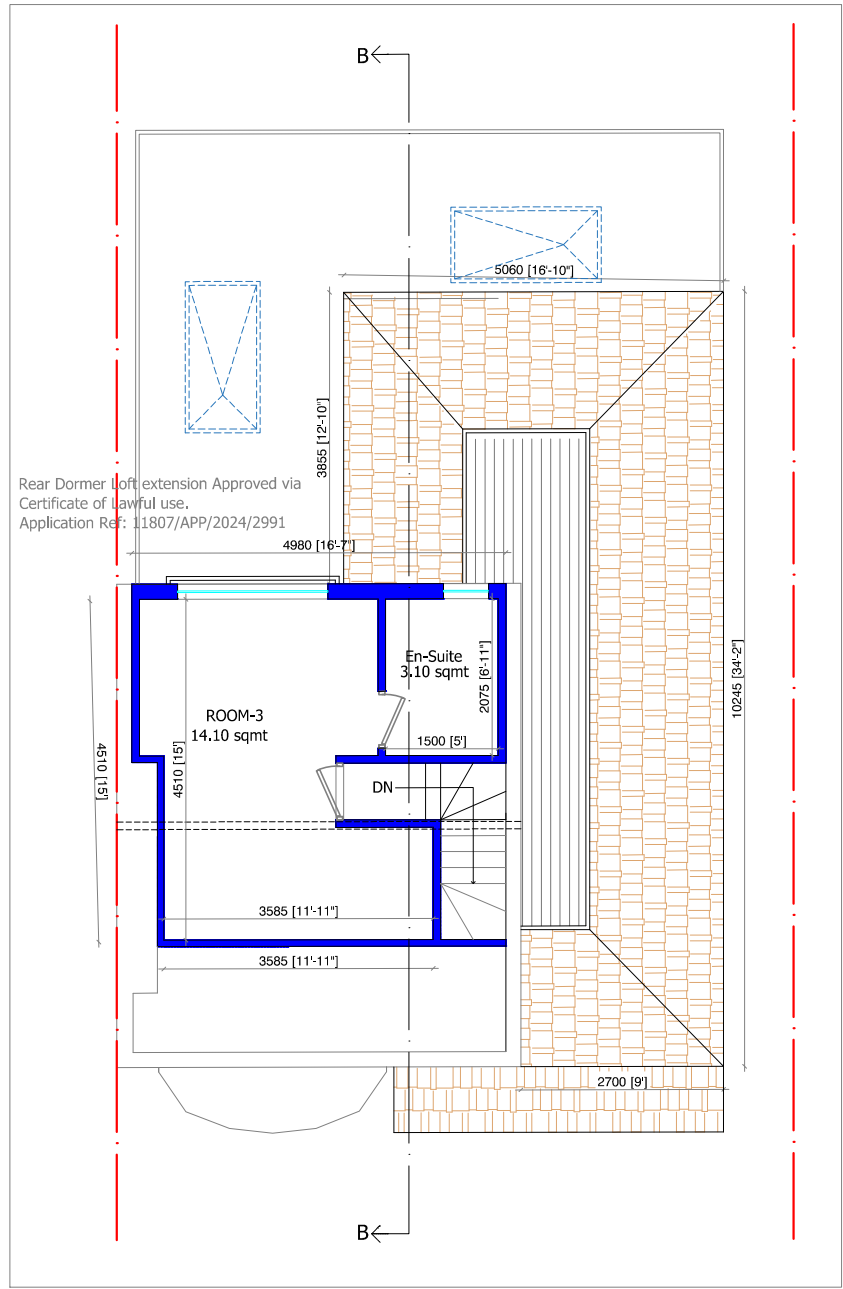 B
5060 [16'-10"]
3855 [12'-10"]
Rear Dormer Loft extension Approved via
Certificate of Lawful use.
Application Ref: 11807/APP/2024/2991
4980 [16'-7"]
En-Suite
3.10 sqmt
2075 [6'-11"]
10245 [34'-2"]
ROOM-3
14.10 sqmt
1500 [5']
4510 [15']
4510 [15']
DN
3585 [11'-11"]
3585 [11'-11"]
2700 [9']
B